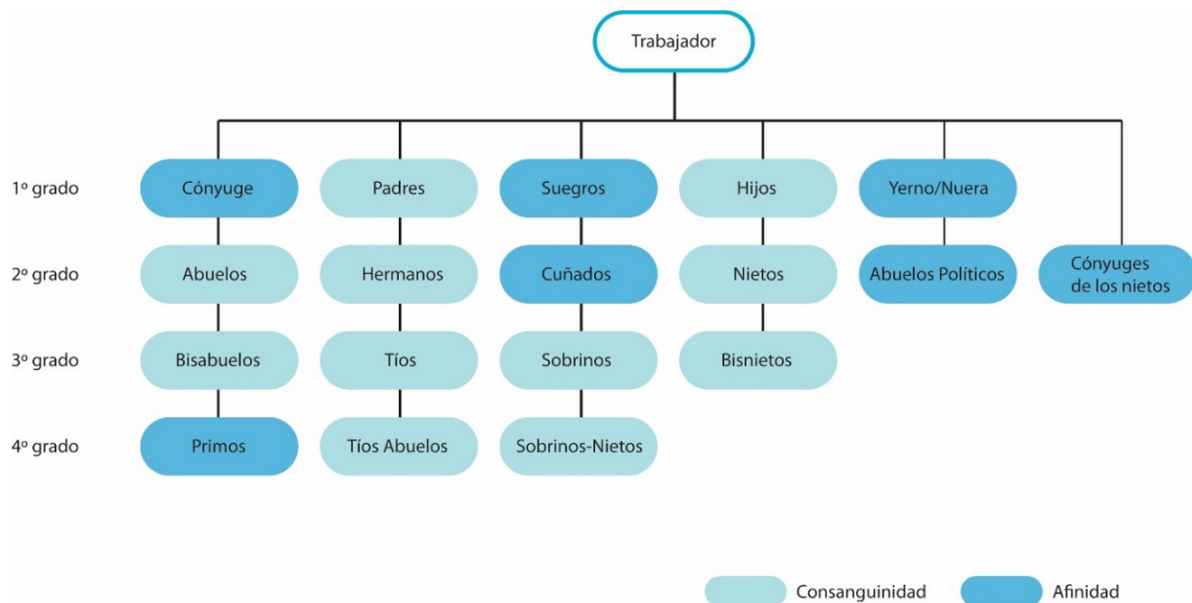 Trabajador
1º grado
Cónyuge
Padres
Suegros
Hijos
Yerno/Nuera
2º grado
Abuelos
Hermanos
Cuñados
Nietos
Abuelos Políticos
Cónyuges
de los nietos
3º grado
Bisabuelos
Tíos
Sobrinos
Bisnietos
4º grado
Primos
Tíos Abuelos
Sobrinos-Nietos
Consanguinidad
Afinidad